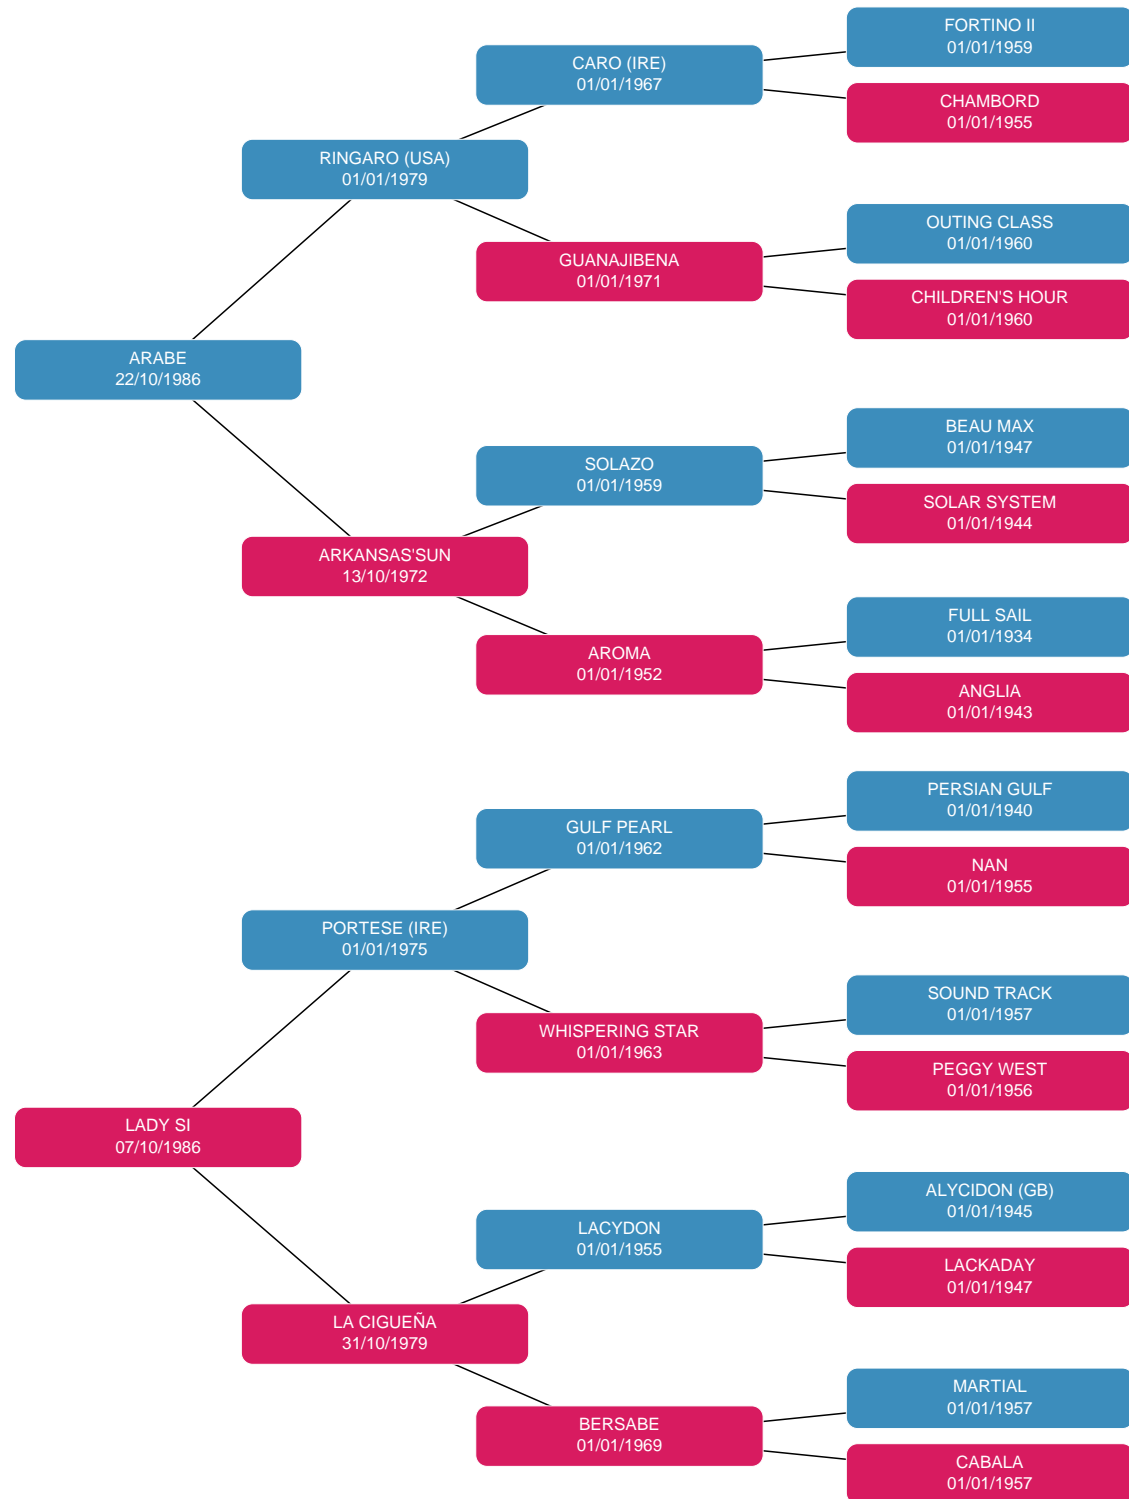 FORTINO II
01/01/1959
CARO (IRE)
01/01/1967
CHAMBORD
01/01/1955
RINGARO (USA)
01/01/1979
OUTING CLASS
01/01/1960
GUANAJIBENA
01/01/1971
CHILDREN'S HOUR
01/01/1960
ARABE
22/10/1986
BEAU MAX
01/01/1947
SOLAZO
01/01/1959
SOLAR SYSTEM
01/01/1944
ARKANSAS'SUN
13/10/1972
FULL SAIL
01/01/1934
AROMA
01/01/1952
ANGLIA
01/01/1943
PERSIAN GULF
01/01/1940
GULF PEARL
01/01/1962
NAN
01/01/1955
PORTESE (IRE)
01/01/1975
SOUND TRACK
01/01/1957
WHISPERING STAR
01/01/1963
PEGGY WEST
01/01/1956
LADY SI
07/10/1986
ALYCIDON (GB)
01/01/1945
LACYDON
01/01/1955
LACKADAY
01/01/1947
LA CIGUEÑA
31/10/1979
MARTIAL
01/01/1957
BERSABE
01/01/1969
CABALA
01/01/1957